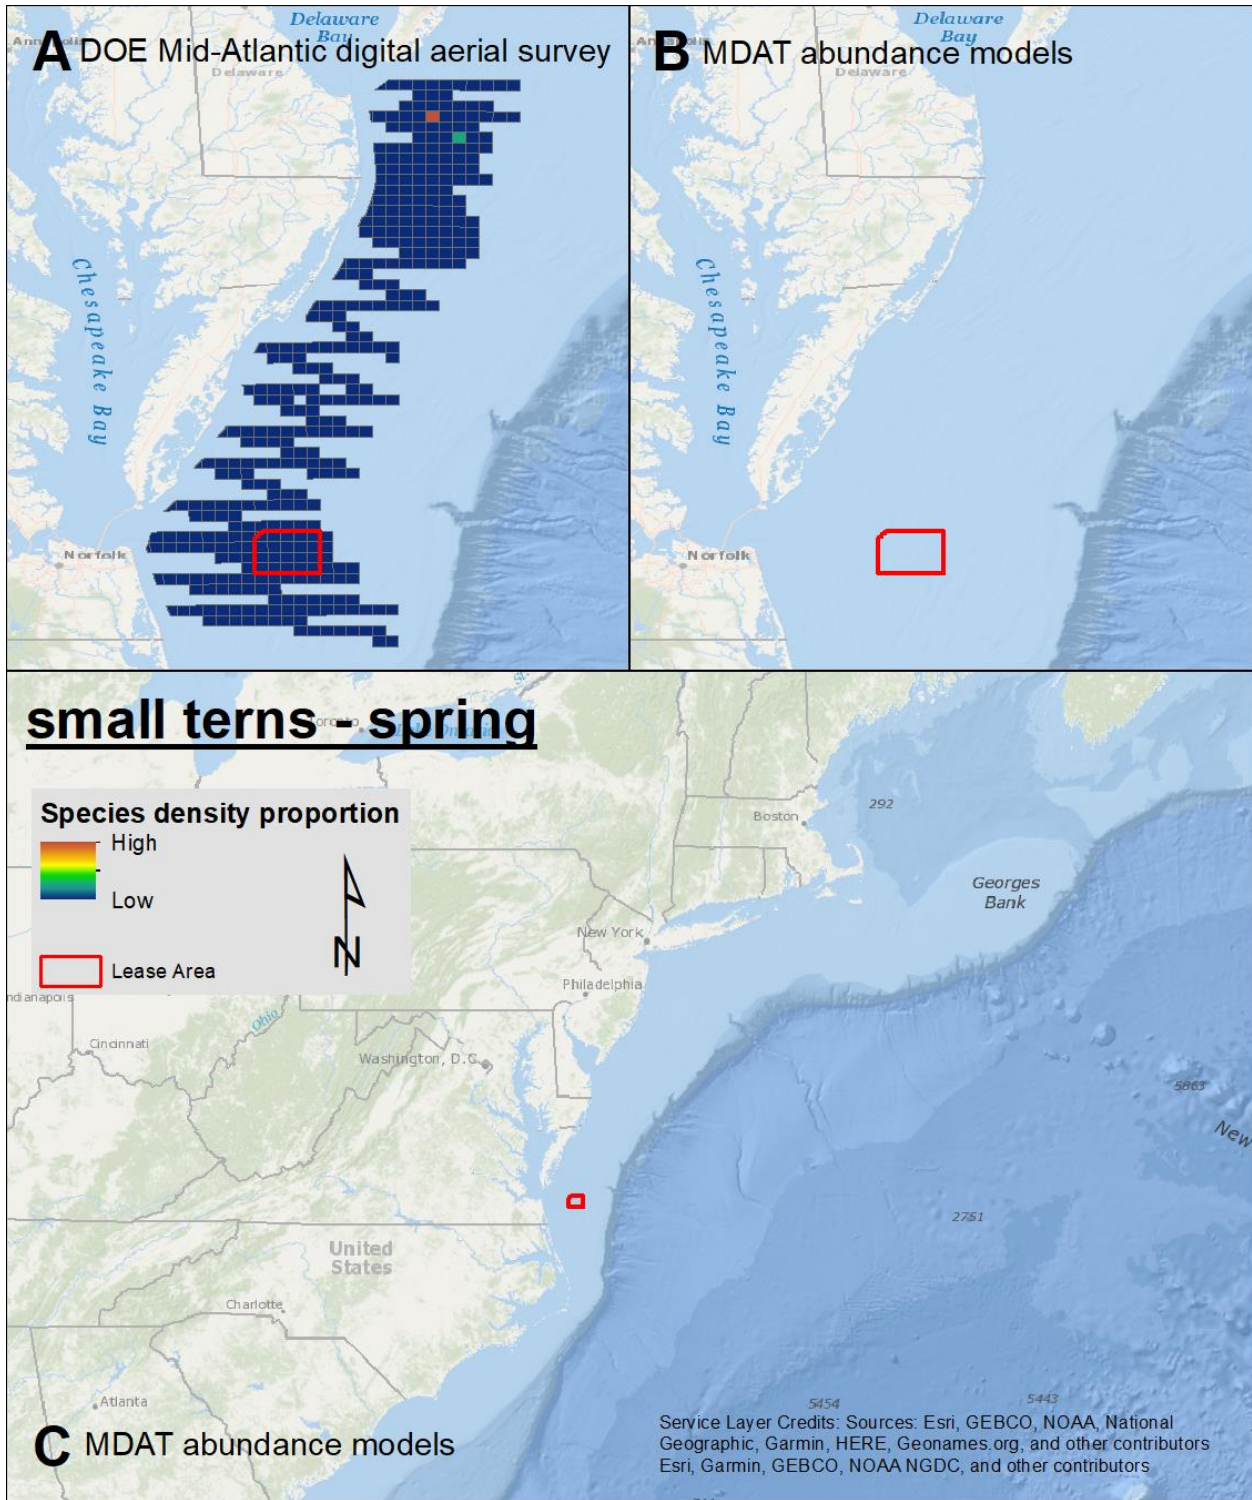 A DOE Mid-Atlantic digital aerial survey
Delaware
Bay
Delaware
Chesapeake Bay
Norfolk
B MDAT abundance models
Delaware
Bay
Delaware
Chesapeake Bay
Norfolk
small terns - spring
Species density proportion
High
Low
Lease Area
N
292
Boston
Georges
Bank
New York
Philadelphia
Indianapolis
Ohio
Cincinnati
Washington, D.C.
5863
New
2751
United
States
Charlotte
Atlanta
5454
5443
C MDAT abundance models
Service Layer Credits: Sources: Esri, GEBCO, NOAA, National
Geographic, Garmin, HERE, Geonames.org, and other contributors
Esri, Garmin, GEBCO, NOAA NGDC, and other contributors